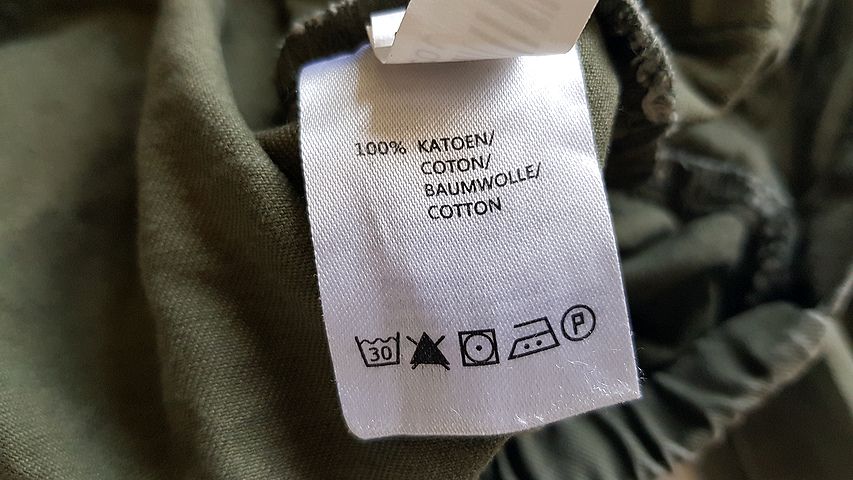 100% KATOEN/
COTON/
BAUMWOLLE/
COTTON
30 P